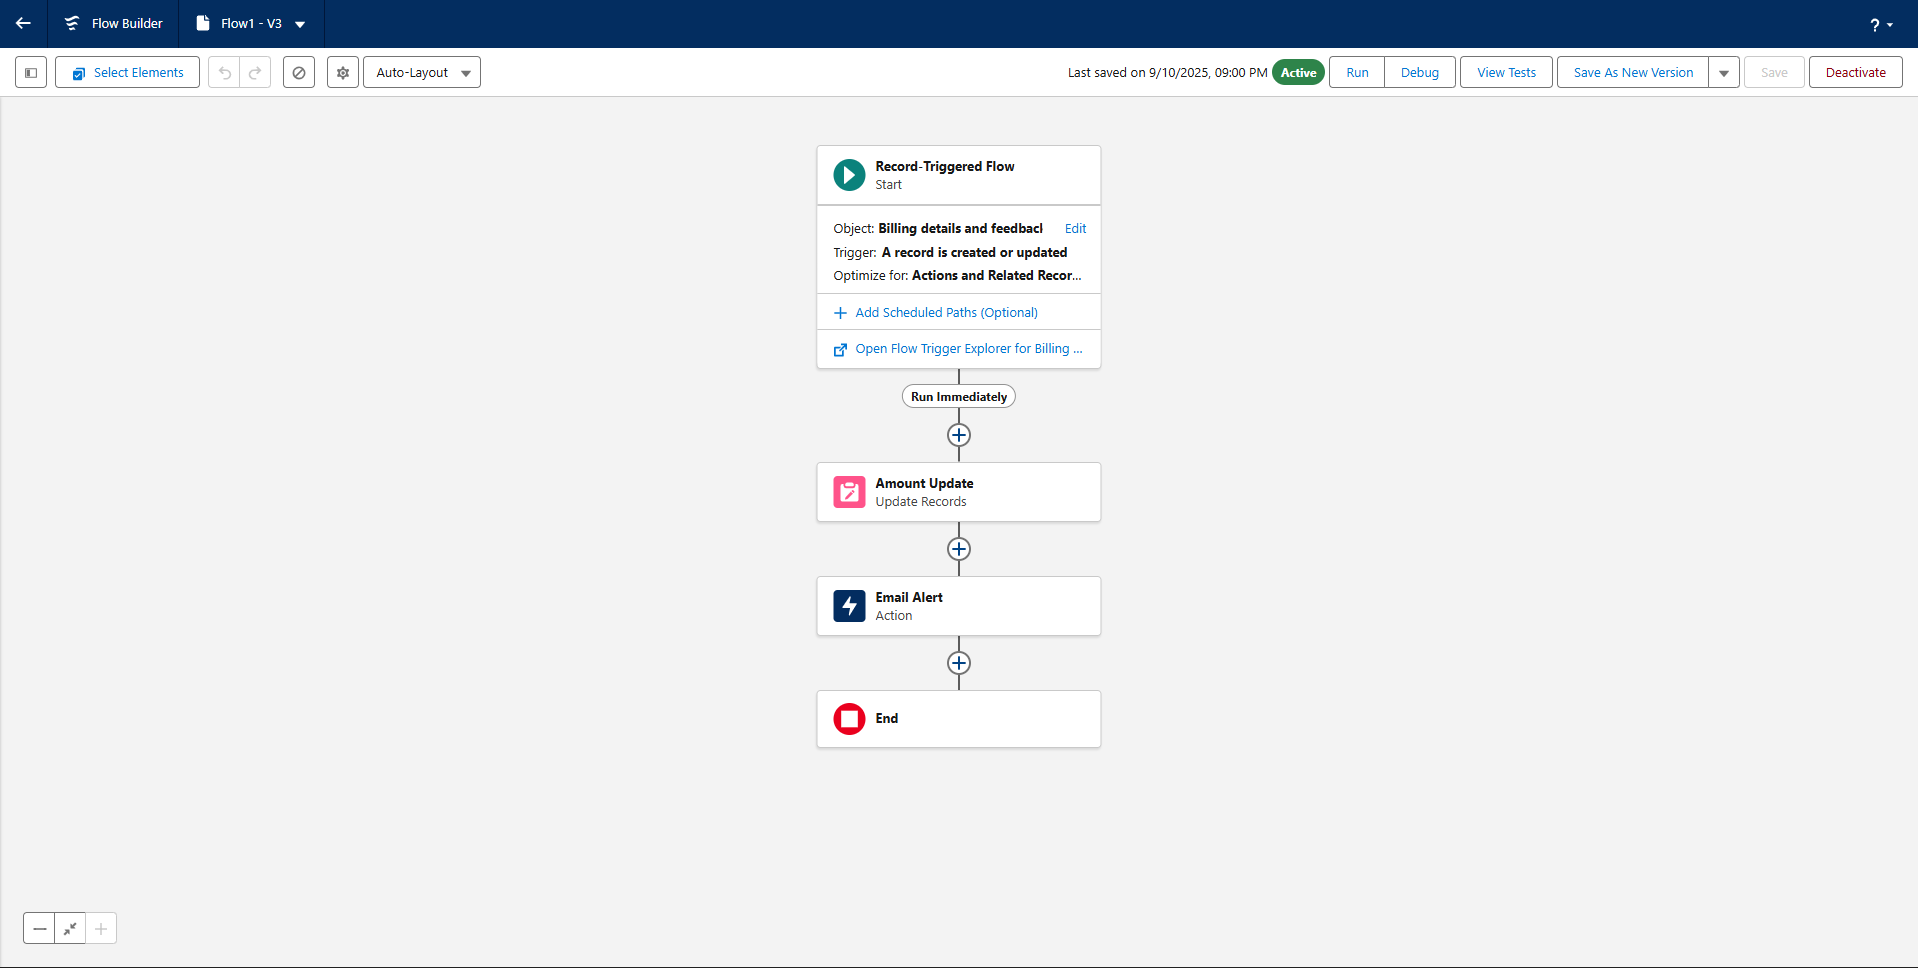 Flow Builder
Flow1 - V3
?
Select Elements
Auto-Layout
Last saved on 9/10/2025, 09:00 PM
Active
Run
Debug
View Tests
Save As New Version
Save
Deactivate
Record-Triggered Flow
Start
Object: Billing details and feedback
Edit
Trigger: A record is created or updated
Optimize for: Actions and Related Recor...
Add Scheduled Paths (Optional)
Open Flow Trigger Explorer for Billing ...
Run Immediately
Amount Update
Update Records
Email Alert
Action
End